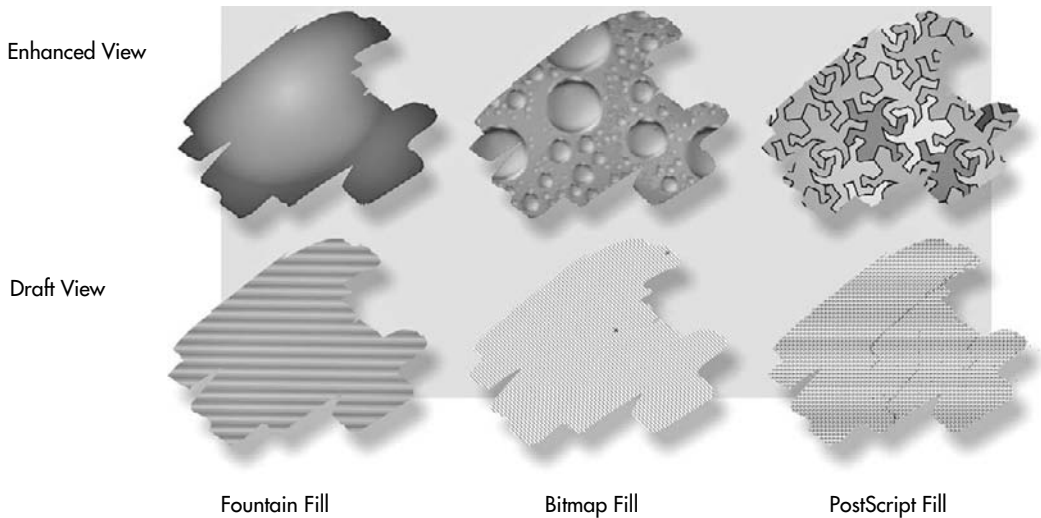 Enhanced View
Draft View
Fountain Fill
Bitmap Fill
PostScript Fill